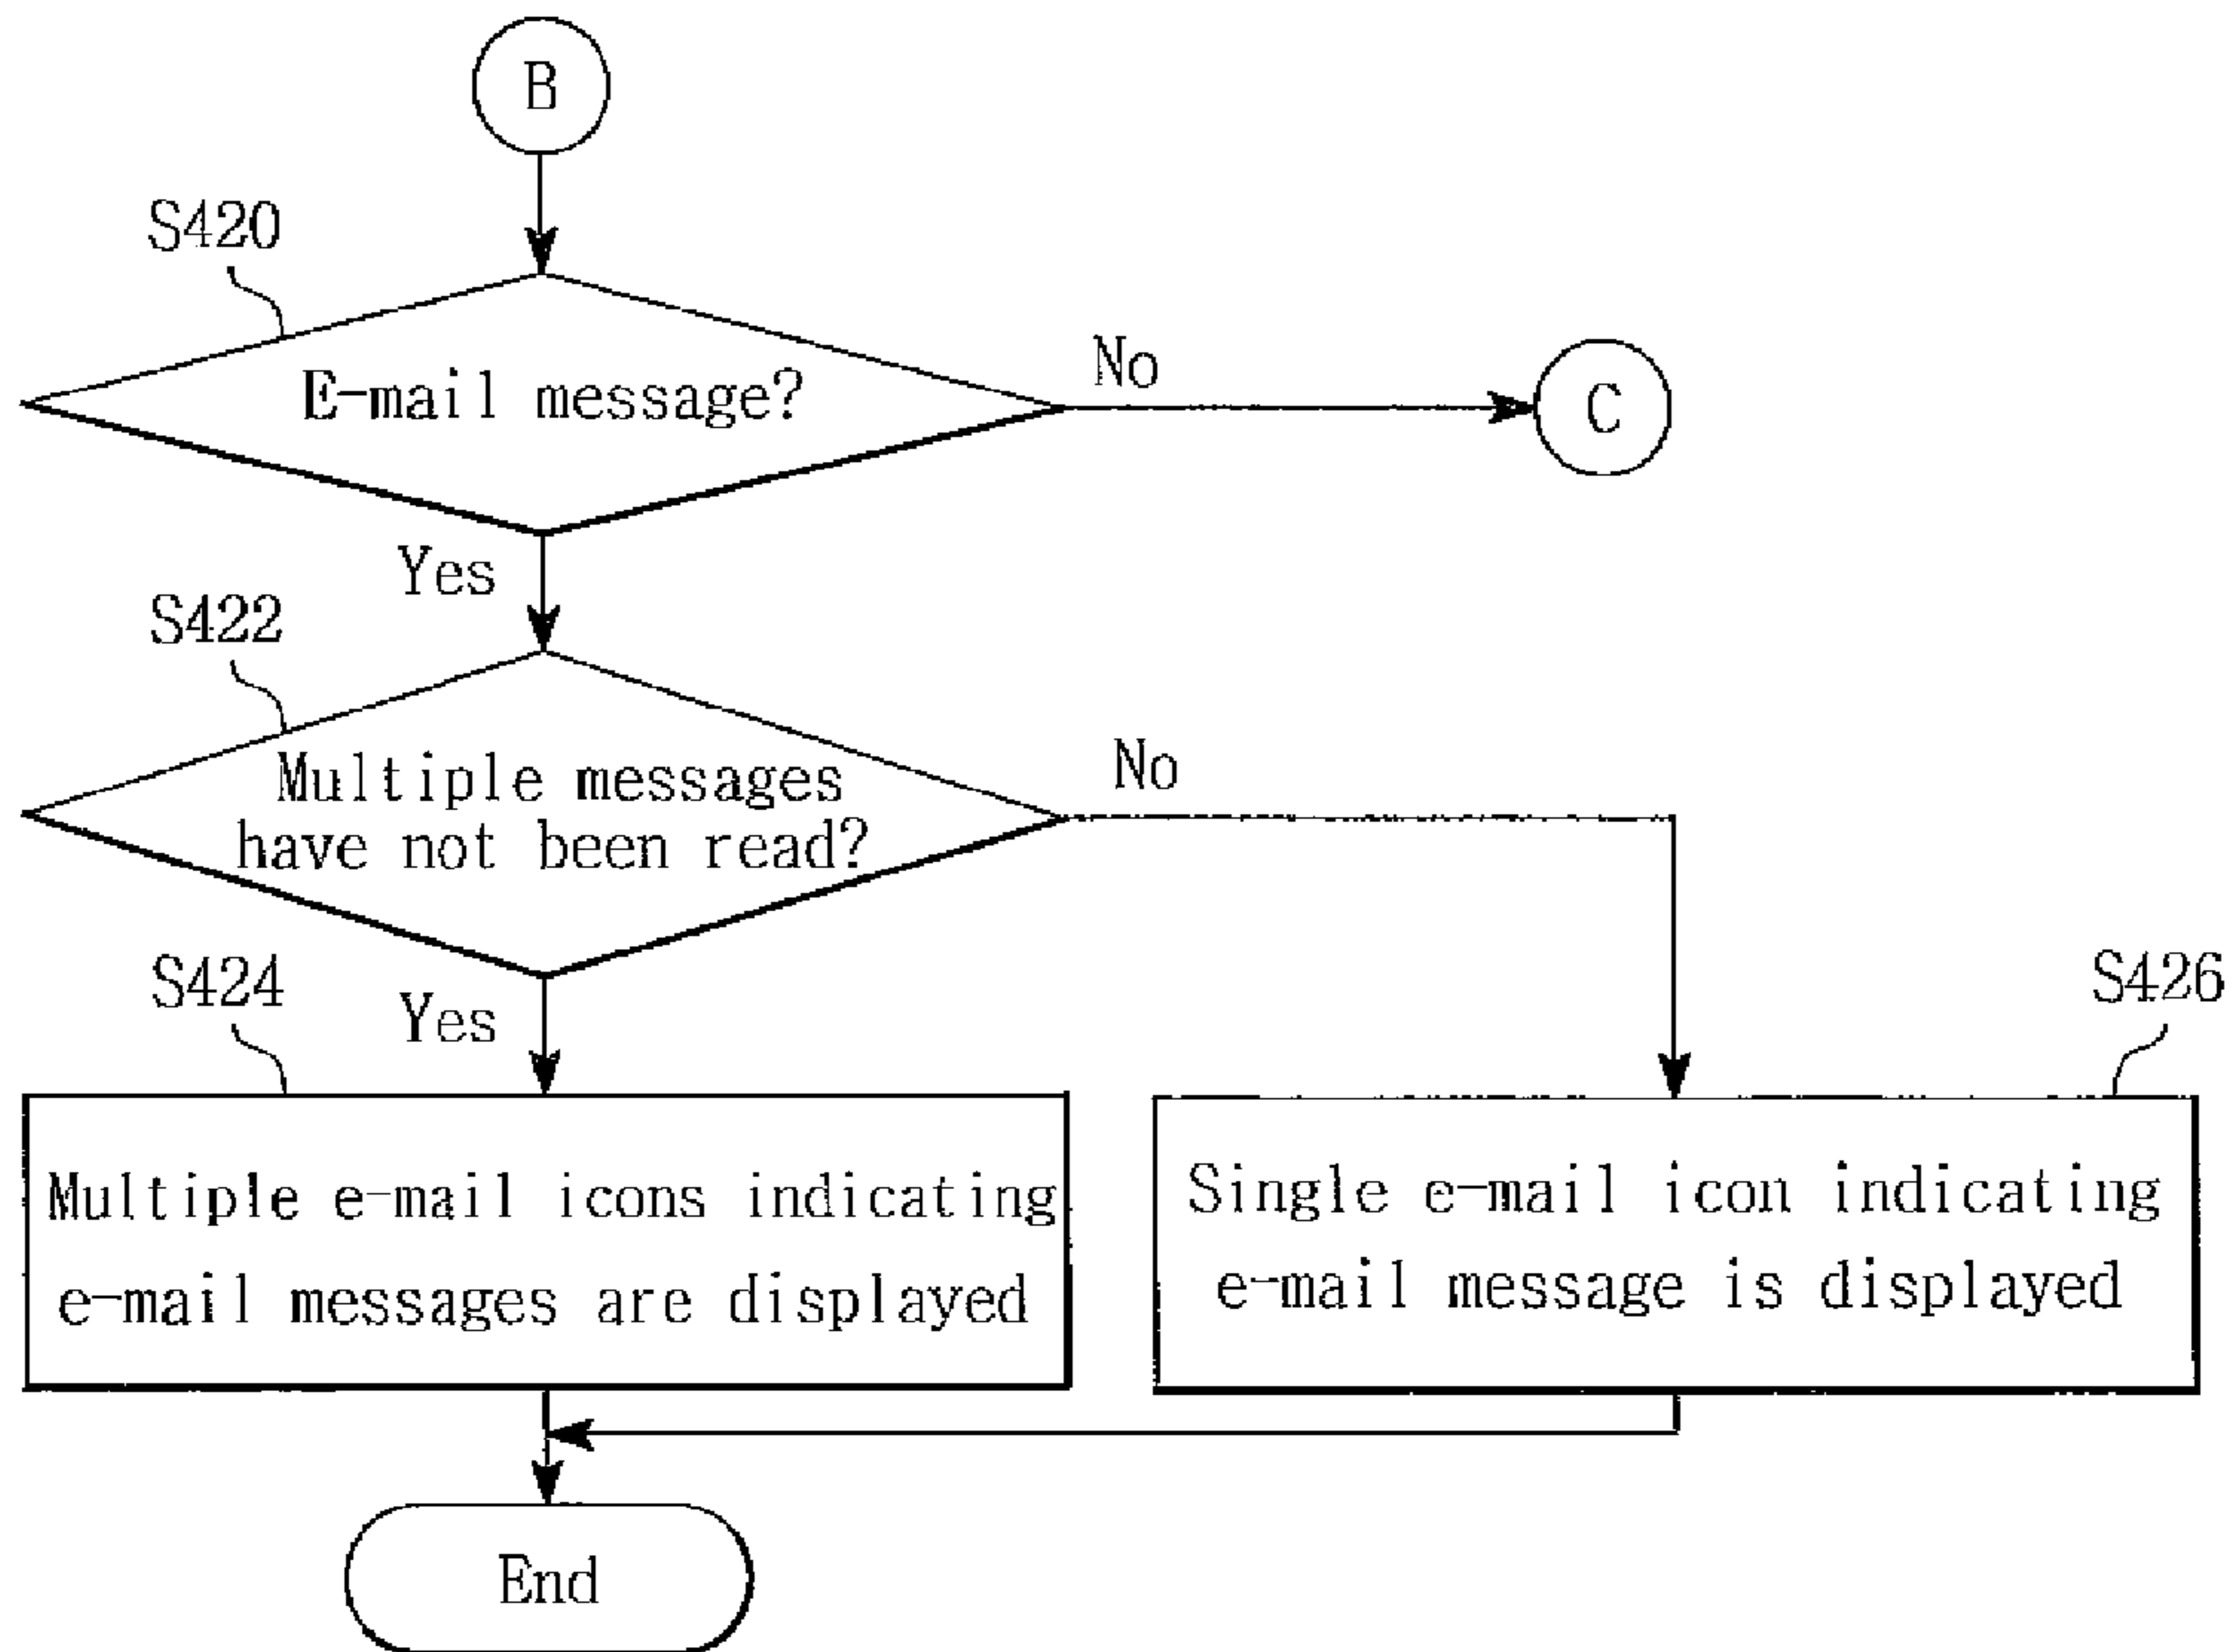 B
S420
E-mail message?
No
C
Yes
S422
Multiple messages
have not been read?
No
S424
Yes
S426
Multiple e-mail icons indicating
e-mail messages are displayed
Single e-mail icon indicating
e-mail message is displayed
End